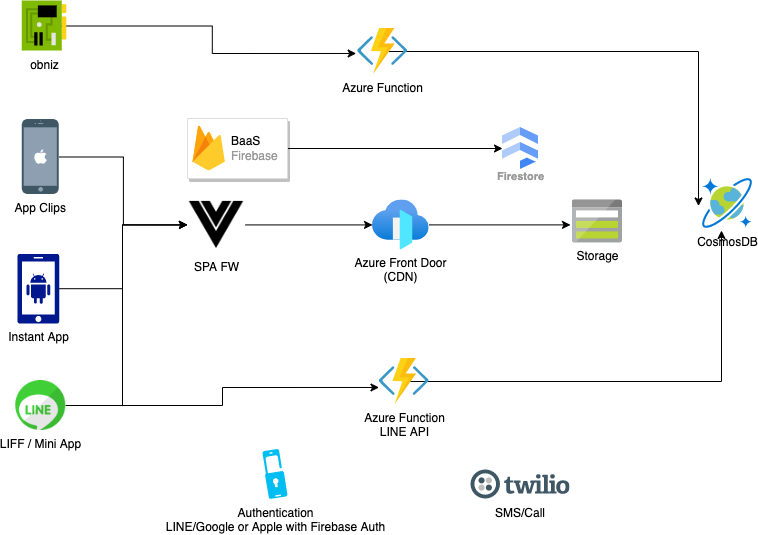 obniz
Azure Function
BaaS
Firebase
Firestore
App Clips
SPA FW
Azure Front Door
(CDN)
Storage
CosmosDB
Instant App
LINE
LIFF / Mini App
Azure Function
LINE API
Authentication
LINE/Google or Apple with Firebase Auth
twilio
SMS/Call